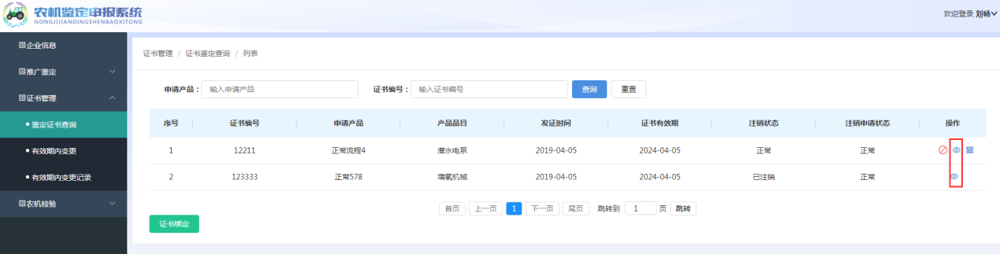 农机鉴定申报系统
NONGJIJIANDINGSHENBAOXITONG
欢迎登录 刘畅
企业信息
推广鉴定
证书管理
鉴定证书查询
有效期内变更
有效期内变更记录
农机检验
证书管理 / 证书鉴定查询 / 列表
申请产品： 输入申请产品 证书编号： 输入证书编号 查询 重置
序号 证书编号 申请产品 产品品目 发证时间 证书有效期 注销状态 注销申请状态 操作
1 12211 正常流程4 潜水电泵 2019-04-05 2024-04-05 正常 正常
2 123333 正常578 增氧机械 2019-04-05 2024-04-05 已注销 正常
首页 上一页 1 下一页 尾页 跳转到 1 页 跳转
证书绑定